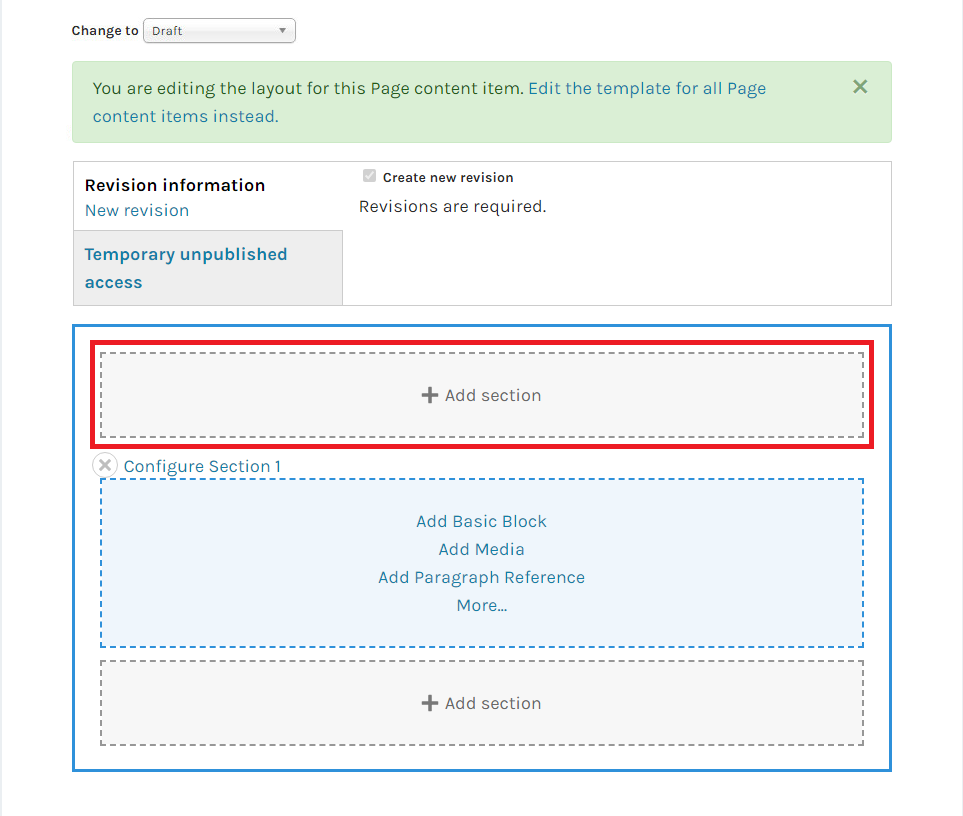 Change to Draft
You are editing the layout for this Page content item. Edit the template for all Page
content items instead.
Revision information
New revision
Create new revision
Revisions are required.
Temporary unpublished
access
Add section
Configure Section 1
Add Basic Block
Add Media
Add Paragraph Reference
More...
Add section